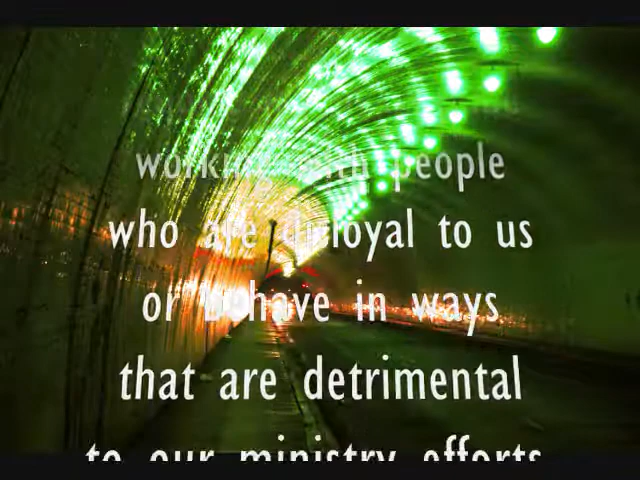 working with people
who are disloyal to us
or behave in ways
that are detrimental
to our ministry efforts